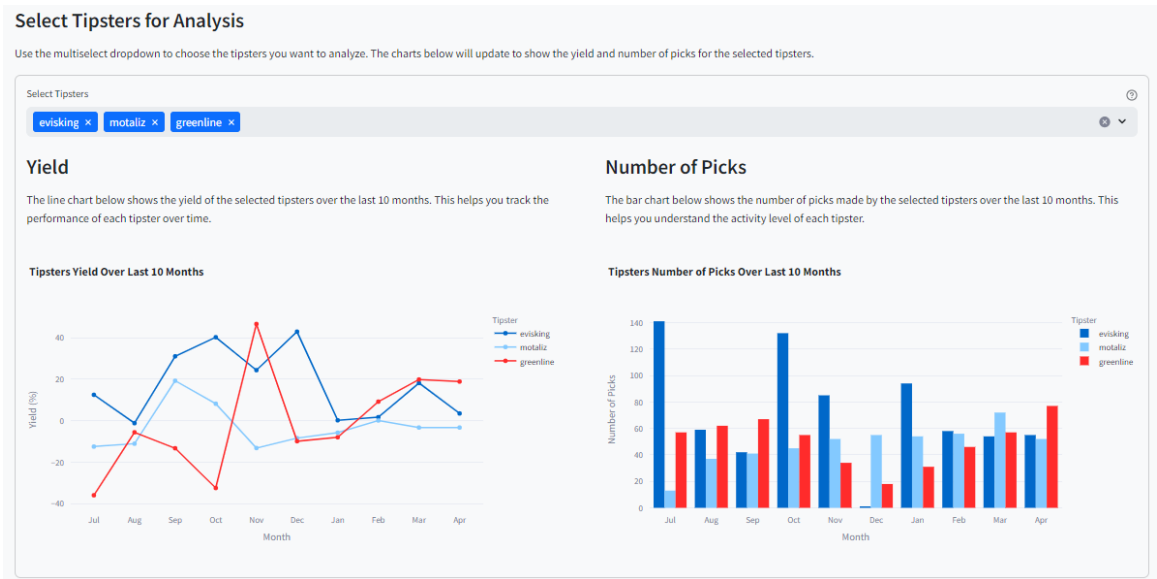 Select Tipsters for Analysis
Use the multiselect dropdown to choose the tipsters you want to analyze. The charts below will update to show the yield and number of picks for the selected tipsters.
Select Tipsters
evisking × motaliz × greenline ×
Yield
The line chart below shows the yield of the selected tipsters over the last 10 months. This helps you track the
performance of each tipster over time.
Tipsters Yield Over Last 10 Months
Tipster
evisking
motaliz
greenline
40
20
0
−20
−40
Yield (%)
Jul Aug Sep Oct Nov Dec Jan Feb Mar Apr
Month
Number of Picks
The bar chart below shows the number of picks made by the selected tipsters over the last 10 months. This
helps you understand the activity level of each tipster.
Tipsters Number of Picks Over Last 10 Months
Tipster
evisking
motaliz
greenline
140
120
100
80
60
40
20
0
Number of Picks
Jul Aug Sep Oct Nov Dec Jan Feb Mar Apr
Month